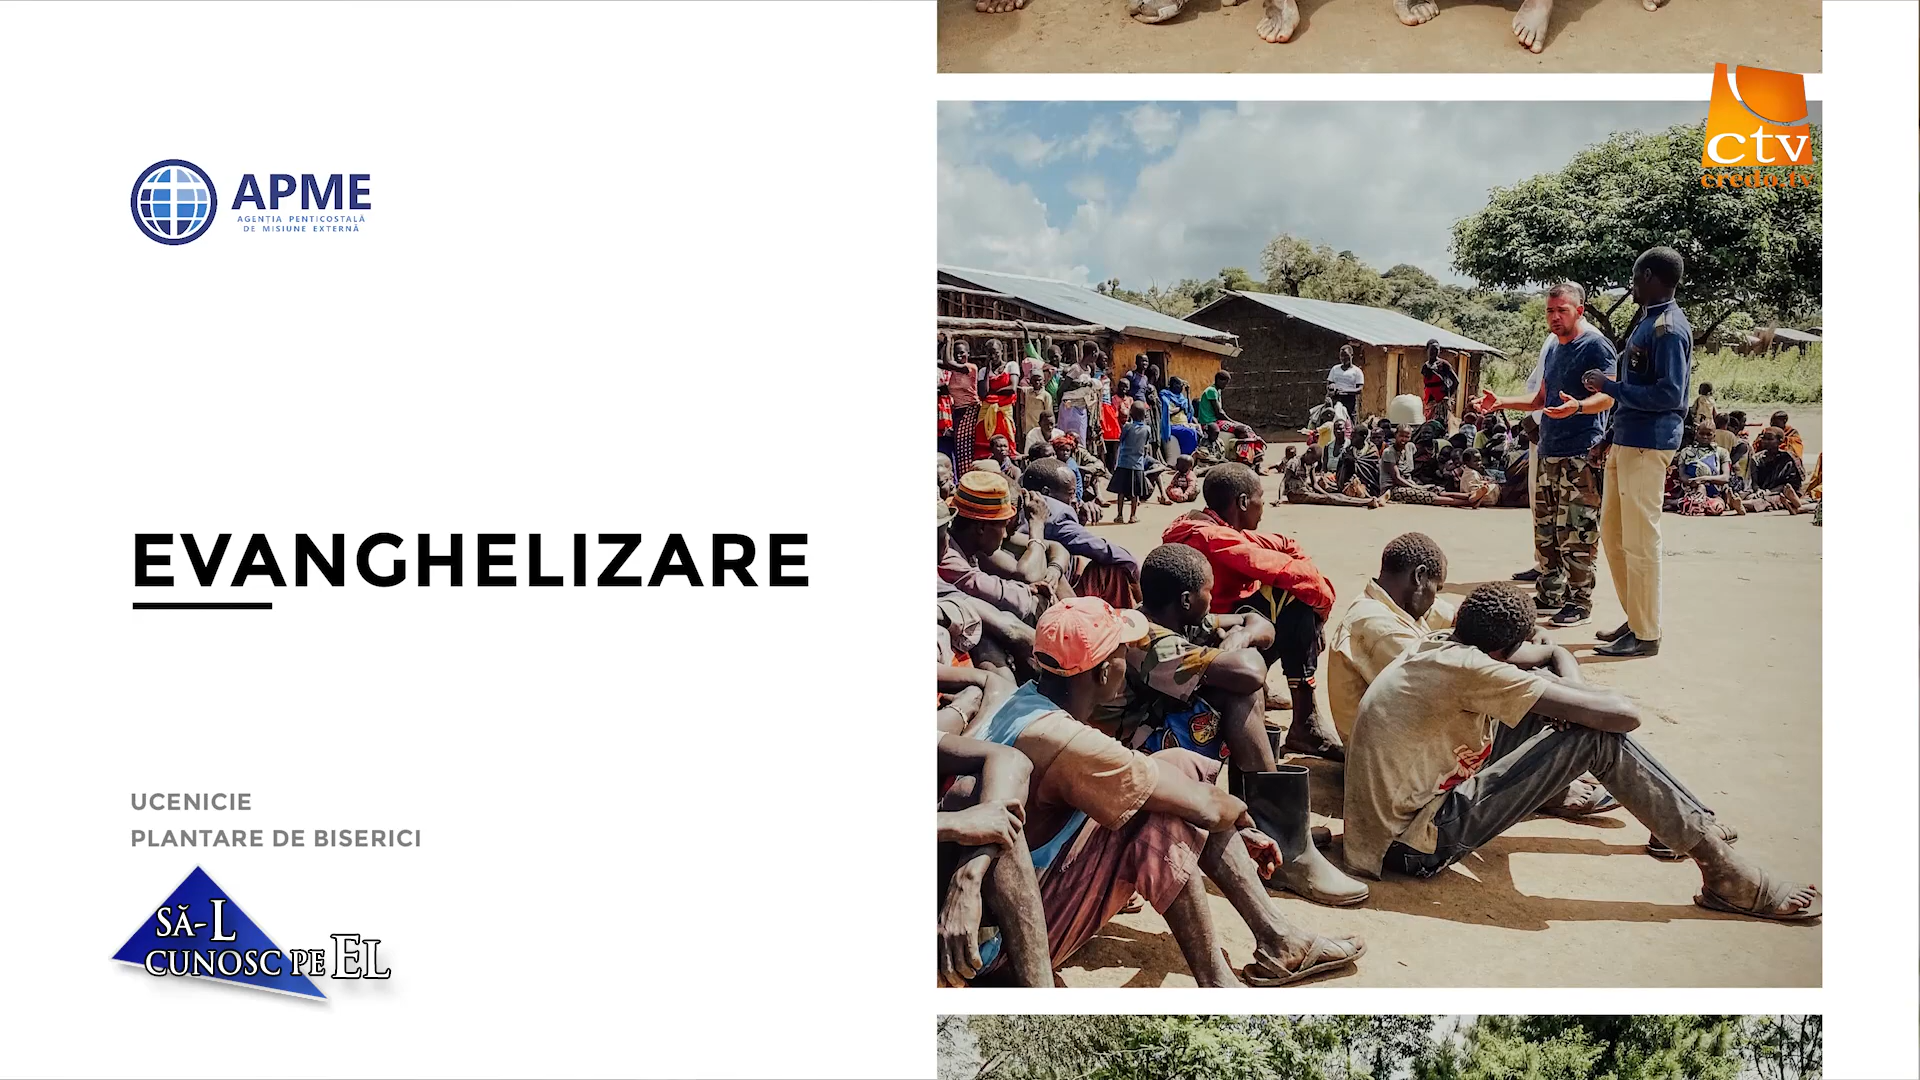 APME
AGENȚIA PENTICOSTALĂ
DE MISIUNE EXTERNĂ
ctv
credo.tv
EVANGHELIZARE
UCENICIE
PLANTARE DE BISERICI
SĂ-L
CUNOSC PE EL